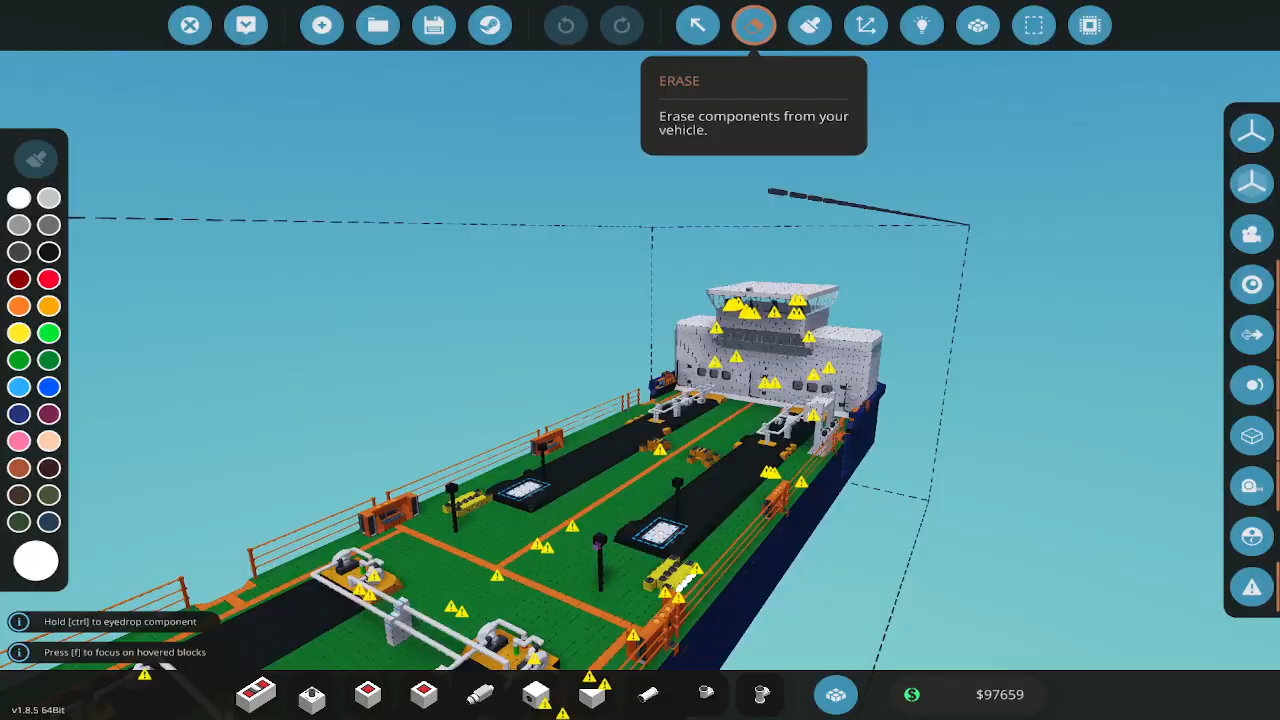 ERASE
Erase components from your
vehicle.
Hold [ctrl] to eyedrop component
Press [f] to focus on hovered blocks
v1.8.5 64Bit
$97659